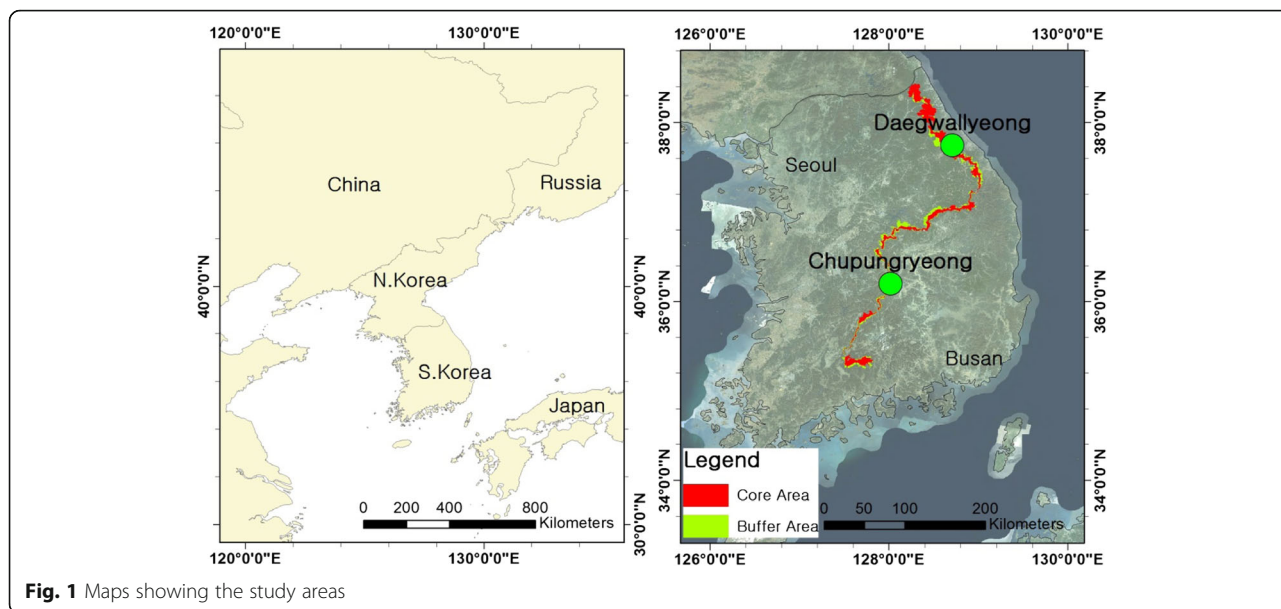 120°0'0"E 130°0'0"E
40°0'0"N
China
Russia
N.Korea
S.Korea
Japan
0 200 400 800
Kilometers
40°0'0"N
30°0'0"N
120°0'0"E 130°0'0"E
126°0'0"E 128°0'0"E 130°0'0"E
38°0'0"N
36°0'0"N
34°0'0"N
Daegwallyeong
Seoul
Chupungryeong
Busan
Legend
Core Area
Buffer Area
0 50 100 200
Kilometers
38°0'0"N
36°0'0"N
34°0'0"N
126°0'0"E 128°0'0"E 130°0'0"E
Fig. 1 Maps showing the study areas